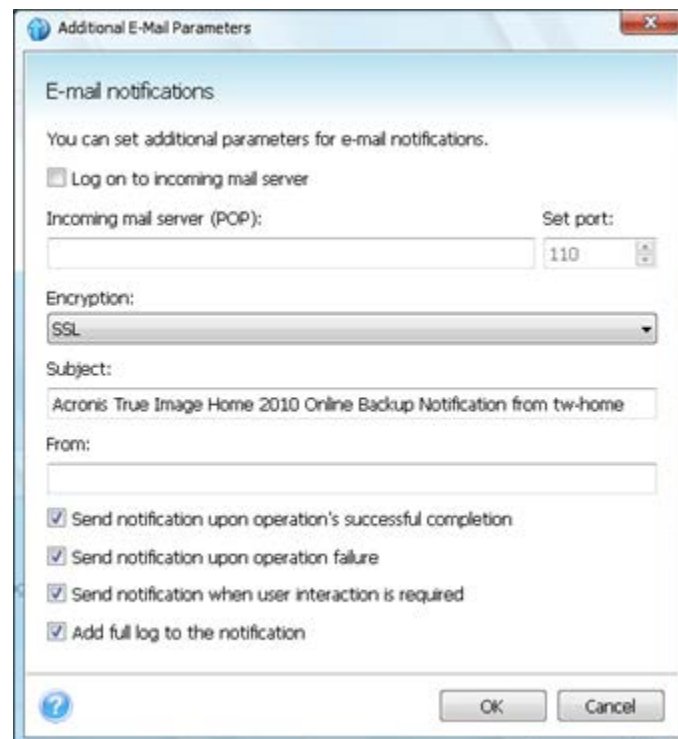 Additional E-Mail Parameters
E-mail notifications
You can set additional parameters for e-mail notifications.
Log on to incoming mail server
Incoming mail server (POP): Set port:
110
Encryption:
SSL
Subject:
Acronis True Image Home 2010 Online Backup Notification from tw-home
From:
Send notification upon operation's successful completion
Send notification upon operation failure
Send notification when user interaction is required
Add full log to the notification
OK Cancel